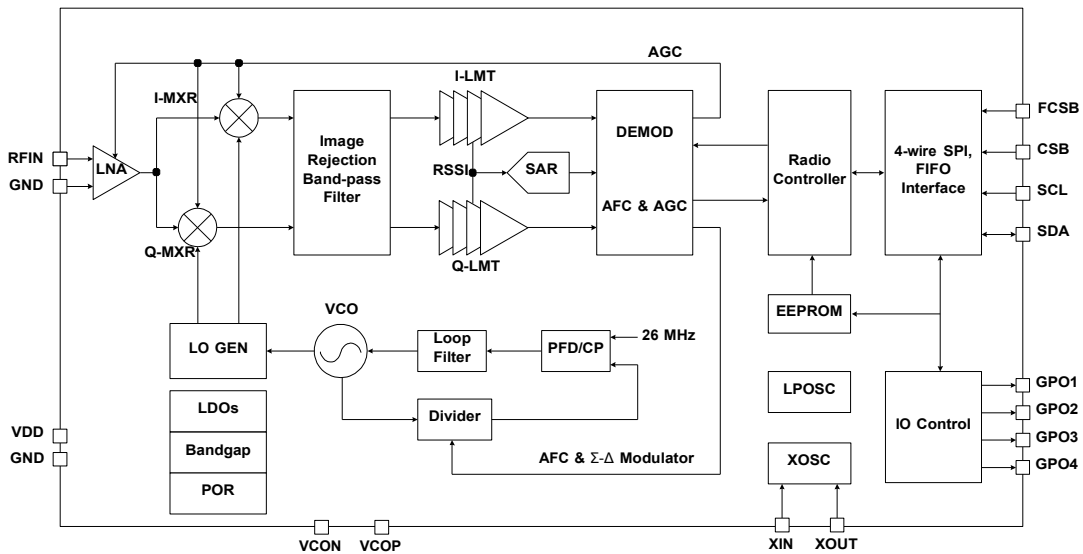 AGC
I-LMT
I-MXR
FCSB
DEMOD
Image
Rejection
Band-pass
Filter
RFIN
LNA
GND
RSSI
SAR
Radio
Controller
4-wire SPI,
FIFO
Interface
CSB
SCL
AFC & AGC
SDA
Q-MXR
Q-LMT
VCO
EEPROM
LO GEN
Loop
Filter
PFD/CP
26 MHz
LDOs
Divider
LPOSC
IO Control
GPO1
GPO2
GPO3
GPO4
VDD
GND
Bandgap
AFC & Σ-Δ Modulator
XOSC
POR
VCON
VCOP
XIN
XOUT